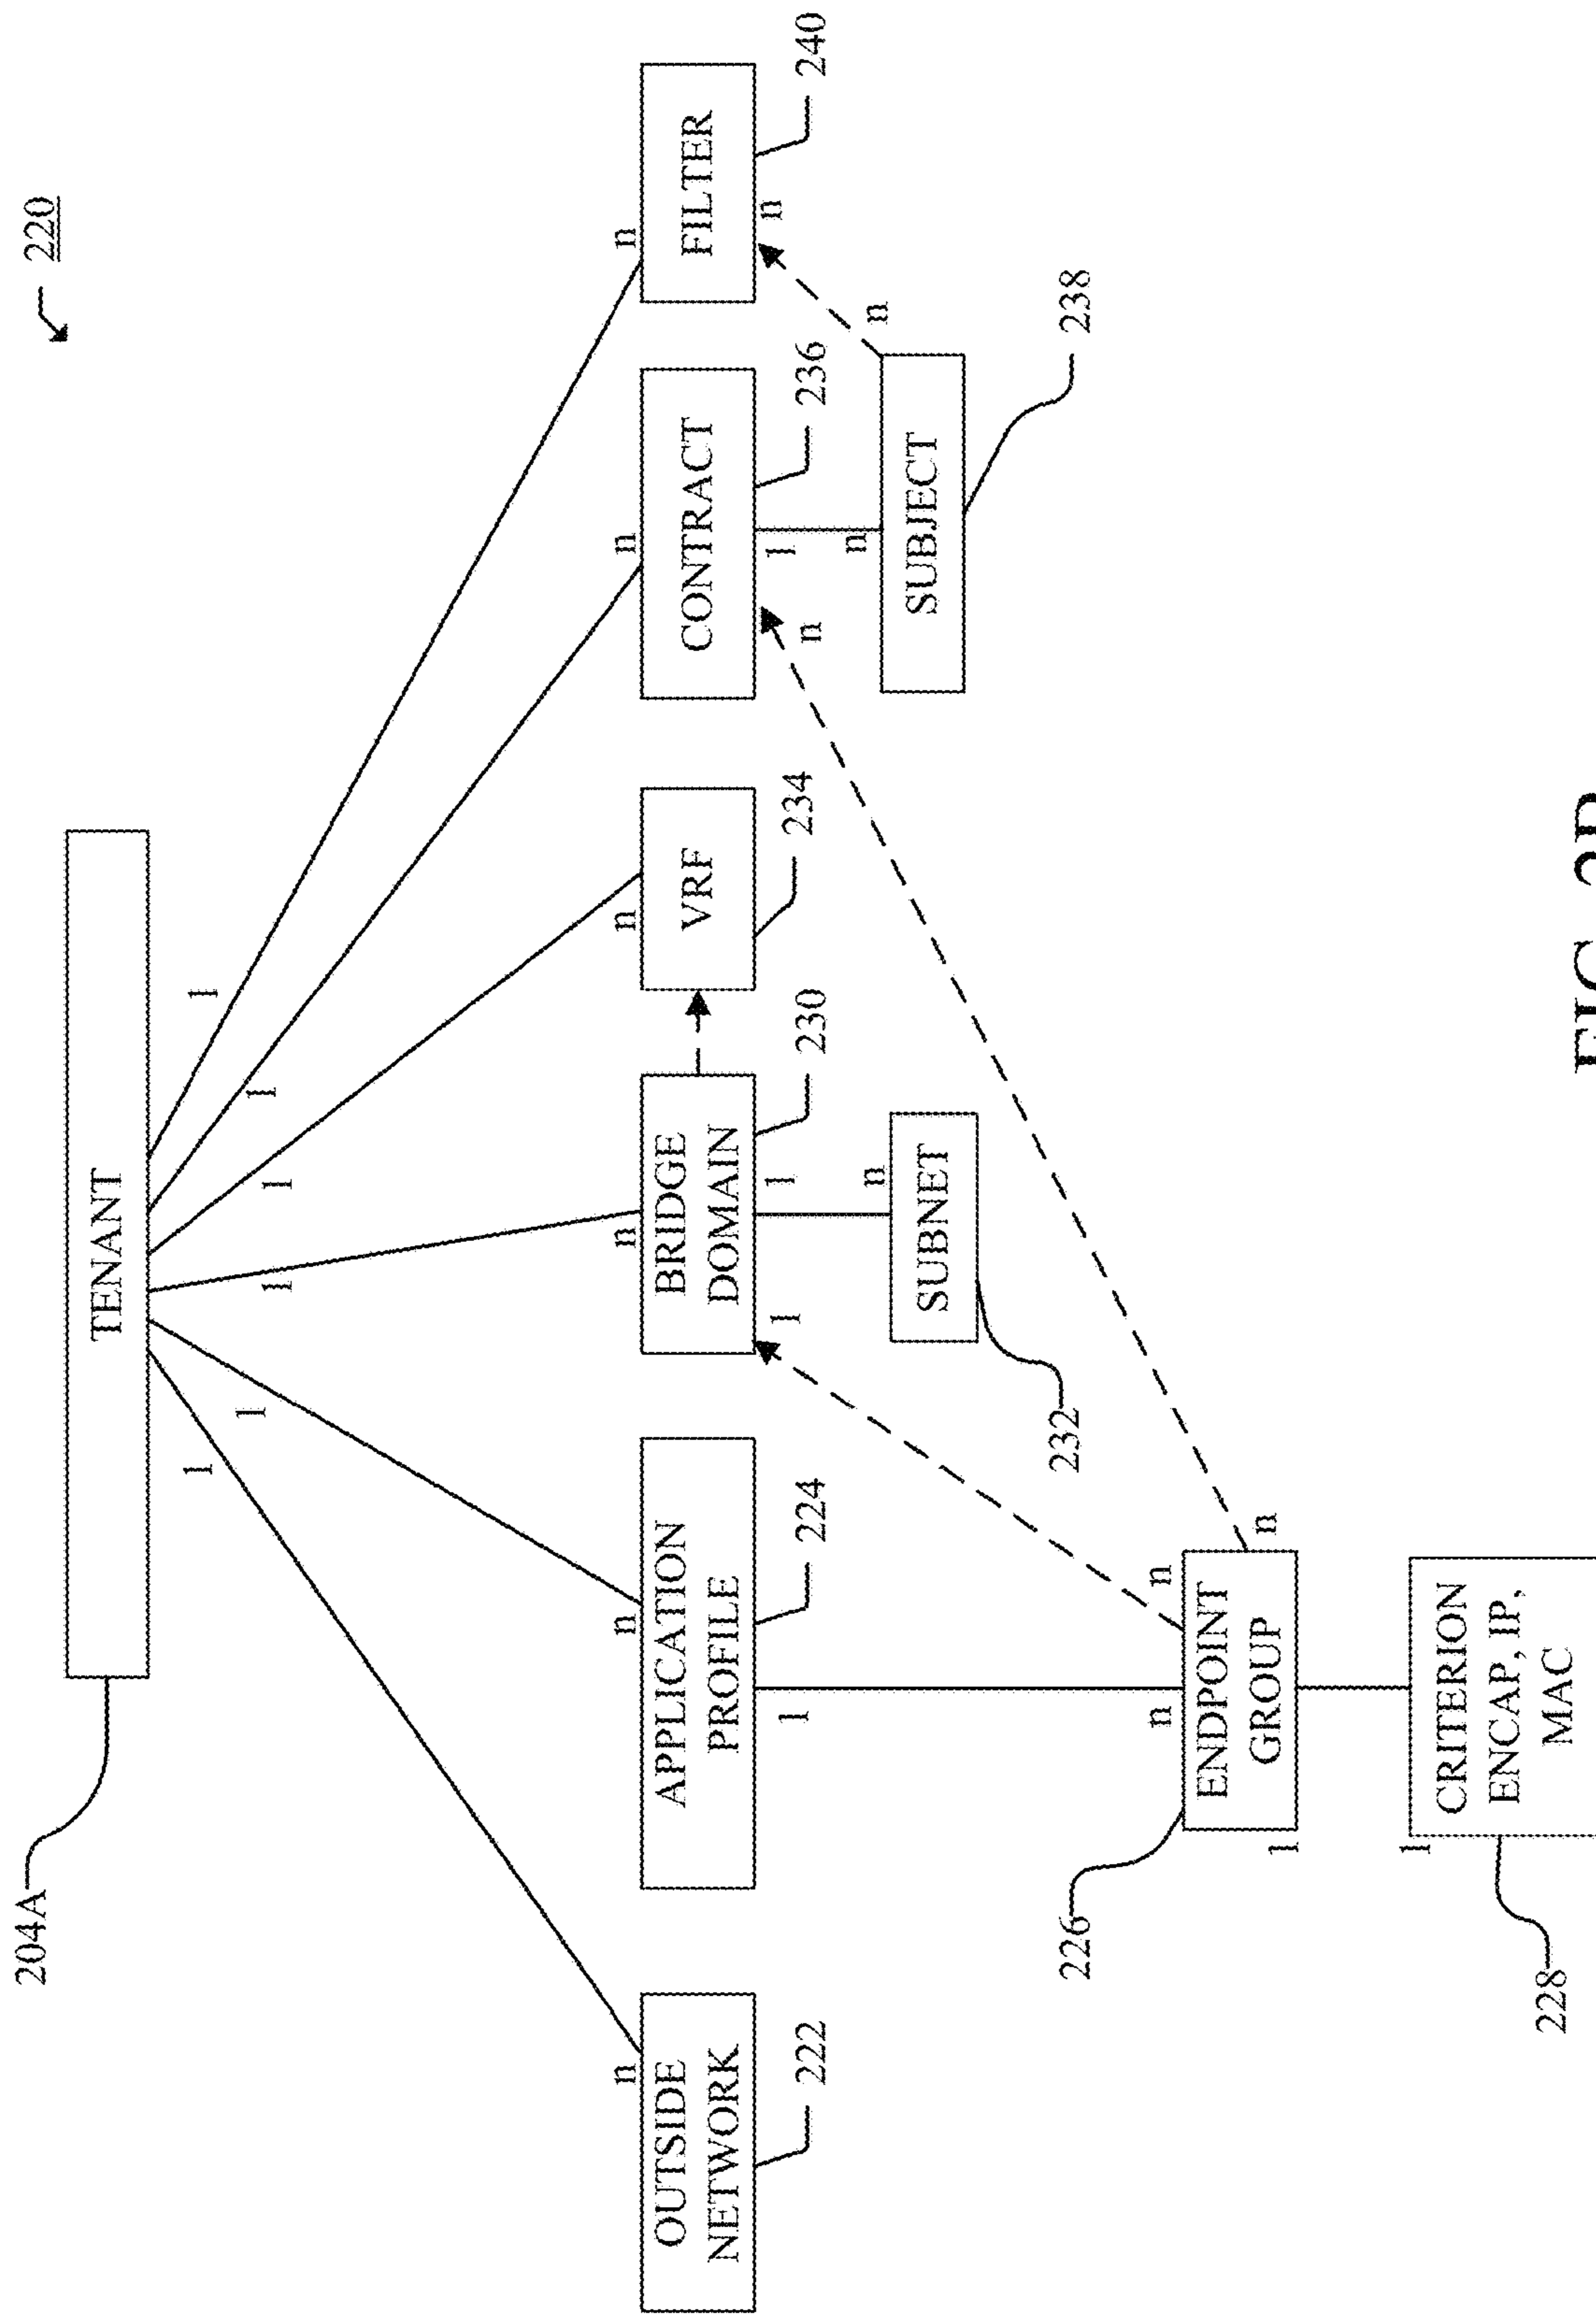 204A
220
TENANT
1
1
1
1
1
1
n
n
n
n
n
n
OUTSIDE
NETWORK
APPLICATION
PROFILE
BRIDGE
DOMAIN
VRF
CONTRACT
FILTER
222
224
230
234
236
240
1
1
1
n
1
n
n
n
n
SUBNET
SUBJECT
232
238
226
n
n
n
ENDPOINT
GROUP
1
1
228
CRITERION
ENCAP, IP,
MAC
FIG